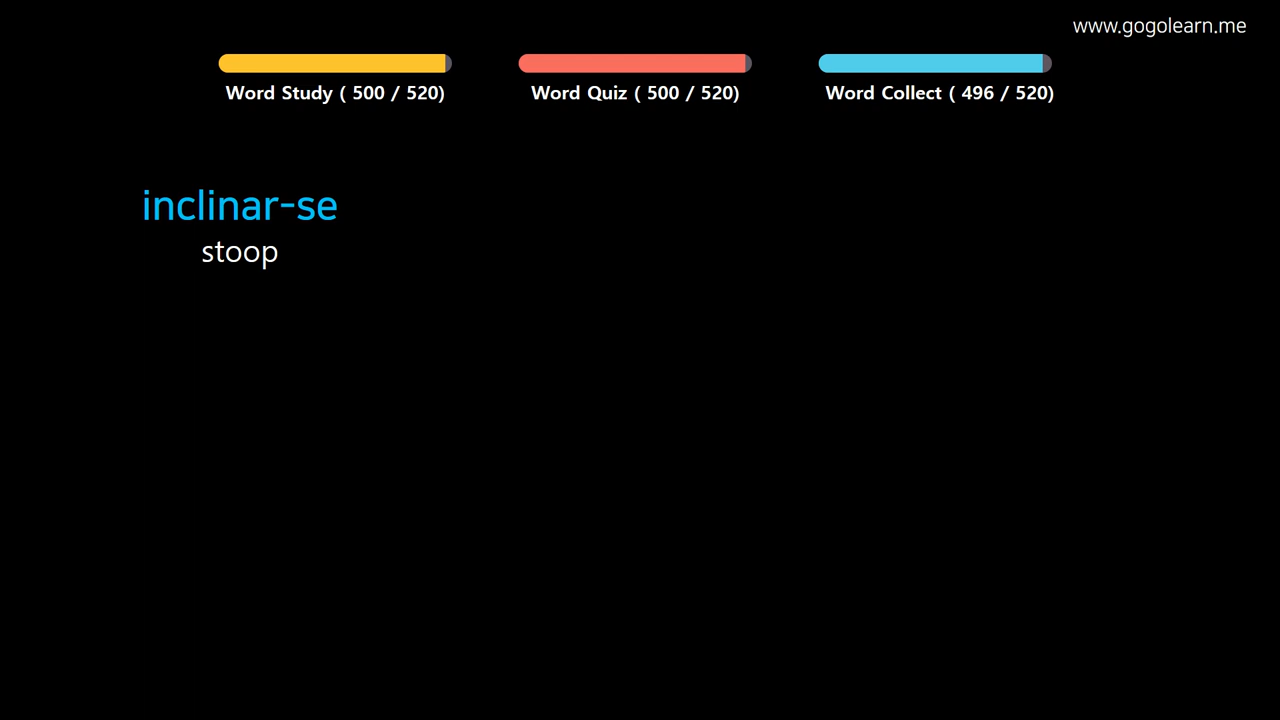 www.gogolearn.me
Word Study ( 500 / 520)
Word Quiz ( 500 / 520)
Word Collect ( 496 / 520)
inclinar-se
stoop